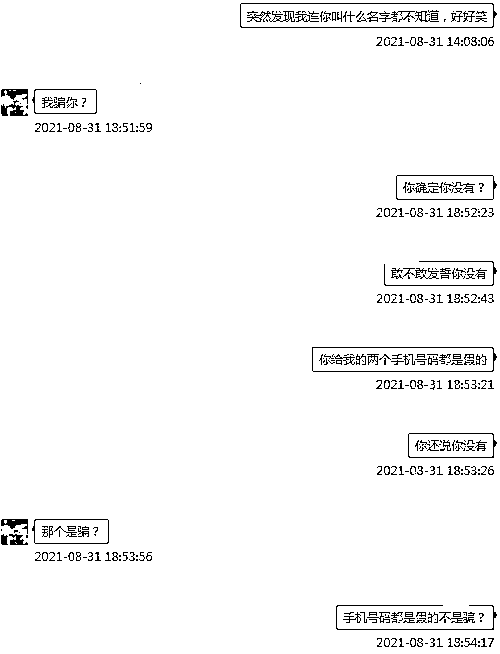 突然发现我连你叫什么名字都不知道，好好笑
2021-08-31 14:08:06
我骗你？
2021-08-31 18:51:59
你确定你没有？
2021-08-31 18:52:23
敢不敢发誓你没有
2021-08-31 18:52:43
你给我的两个手机号码都是假的
2021-08-31 18:53:21
你还说你没有
2021-08-31 18:53:26
那个是骗？
2021-08-31 18:53:56
手机号码都是假的不是骗？
2021-08-31 18:54:17